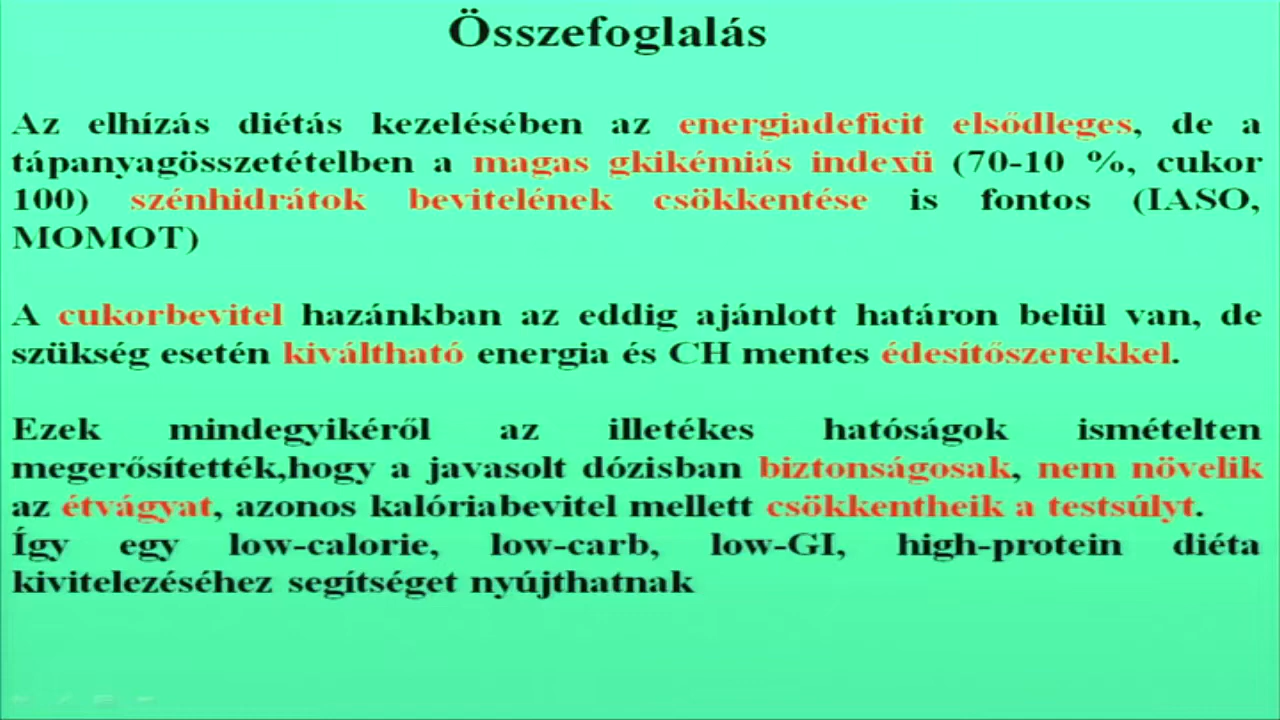 Összefoglalás
Az elhízás diétás kezelésében az energiadeficit elsődleges, de a
tápanyagösszetételben a magas gkikémiás indexü (70-10 %, cukor
100) szénhidrátok bevitelének csökkentése is fontos (IASO,
MOMOT)
A cukorbevitel hazánkban az eddig ajánlott határon belül van, de
szükség esetén kiváltható energia és CH mentes édesítőszerekkel.
Ezek mindegyikéről az illetékes hatóságok ismételten
megerősítették,hogy a javasolt dózisban biztonságosak, nem növelik
az étvágyat, azonos kalóriabevitel mellett csökkentheik a testsúlyt.
Így egy low-calorie, low-carb, low-GI, high-protein diéta
kivitelezéséhez segítséget nyújthatnak